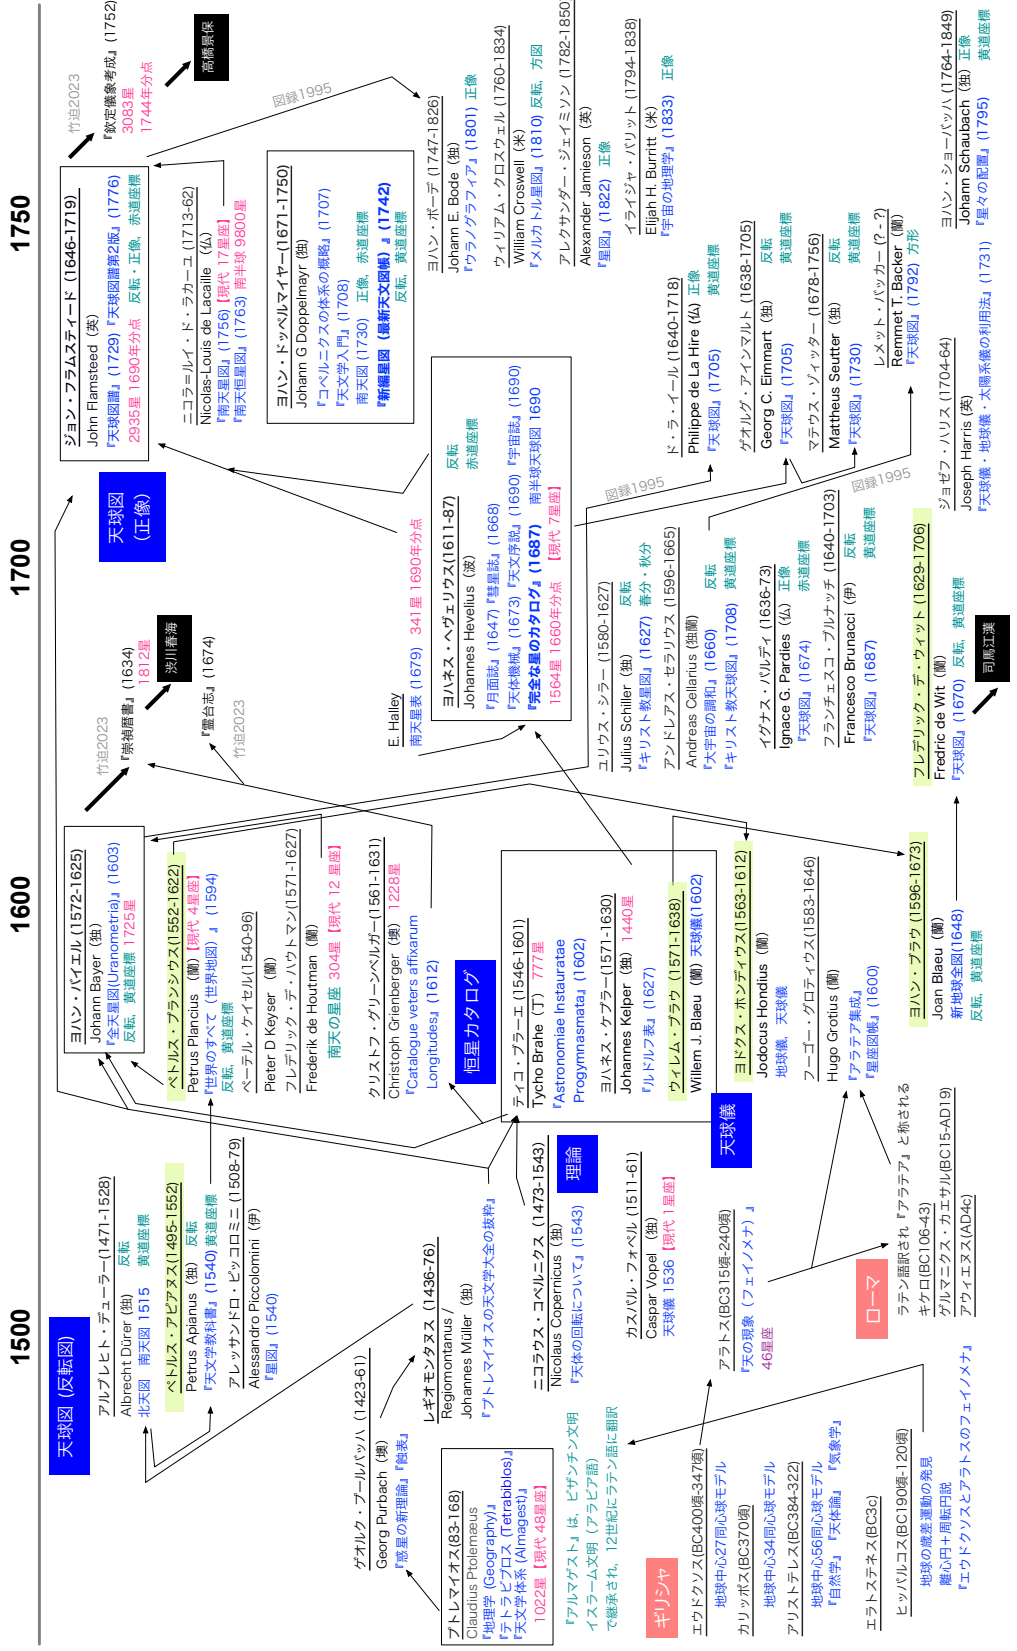 1500
1600
1700
1750
天球図 (反転図)
アルブレヒト・デューラー(1471-1528)
Albrecht Dürer (独) 反転
北天図 南天図 1515 黄道座標
ペトルス・アピアヌス(1495-1552)
Petrus Apianus (独) 反転
『天文学教科書』(1540) 黄道座標
アレッサンドロ・ピッコロミニ (1508-79)
Alessandro Piccolomini (伊)
『星図』(1540)
ゲオルク・プールバッハ (1423-61)
Georg Purbach (墺)
『惑星の新理論』『蝕表』
レギオモンタヌス (1436-76)
Regiomontanus /
Johannes Müller (独)
『プトレマイオスの天文学大全の抜粋』
プトレマイオス(83-168)
Claudius Ptolemæus
『地理学 (Geography)』
『テトラビブロス (Tetrabiblos)』
『天文学体系 (Almagest)』
1022星【現代 48星座】
『アルマゲスト』は、ビザンチン文明
イスラーム文明 (アラビア語)
で継承され、12世紀にラテン語に翻訳
ニコラウス・コペルニクス (1473-1543)
Nicolaus Copernicus (独)
『天体の回転について』(1543)
理論
カスパル・フォペル (1511-61)
Caspar Vopel (独)
天球儀 1536【現代 1星座】
ギリシャ
エウドクソス(BC400頃-347頃)
地球中心27同心球モデル
カリッポス(BC370頃)
地球中心34同心球モデル
アリストテレス(BC384-322)
地球中心56同心球モデル
『自然学』『天体論』『気象学』
エラトステネス(BC3c)
ヒッパルコス(BC190頃-120頃)
地球の歳差運動の発見
離心円+周転円説
『エウドクソスとアラトスのフェイノメナ』
アラトス(BC315頃-240頃)
『天の現象 (フェイノメナ) 』
46星座
ローマ
ラテン語訳され『アラテア』と称される
キケロ(BC106-43)
ゲルマニクス・カエサル(BC15-AD19)
アウィエヌス(AD4c)
ヨハン・バイエル (1572-1625)
Johann Bayer (独)
『全天星図(Uranometria)』(1603)
反転, 黄道座標 1725星
ペトルス・プランシウス(1552-1622)
Petrus Plancius (蘭)【現代 4星座】
『世界のすべて (世界地図) 』(1594)
反転, 黄道座標
ペーテル・ケイセル(1540-96)
Pieter D Keyser (蘭)
フレデリック・デ・ハウトマン(1571-1627)
Frederik de Houtman (蘭)
南天の星座 304星【現代 12 星座】
クリストフ・グリーンベルガー(1561-1631)
Christoph Grienberger (墺) 1228星
『Catalogue veters affixarum
Longitudes』(1612)
恒星カタログ
ティコ・ブラーエ (1546-1601)
Tycho Brahe (丁) 777星
『Astronomiae Instauratae
Progymnasmata』(1602)
ヨハネス・ケプラー(1571-1630)
Johannes Kelper (独) 1440星
『ルドルフ表』(1627)
ウィレム・ブラウ (1571-1638)
Willem J. Blaeu (蘭) 天球儀(1602)
天球儀
ヨドクス・ホンディウス(1563-1612)
Jodocus Hondius (蘭)
地球儀, 天球儀
フーゴー・グロティウス(1583-1646)
Hugo Grotius (蘭)
『アラテア集成』
『星座図帳』(1600)
ヨハン・ブラウ (1596-1673)
Joan Blaeu (蘭)
新地球全図(1648)
反転, 黄道座標
竹迫2023
『崇禎暦書』(1634)
1812星
渋川春海
『霊台志』(1674)
竹迫2023
E. Halley
南天星表 (1679) 341星 1690年分点
ヨハネス・ヘヴェリウス(1611-87)
Johannes Hevelius (波) 反転
赤道座標
『月面誌』(1647)『彗星誌』(1668)
『天体機械』(1673)『天文序説』(1690)『宇宙誌』(1690)
『完全な星のカタログ』(1687) 南半球天球図 1690
1564星 1660年分点 【現代 7星座】
ユリウス・シラー (1580-1627)
Julius Schiller (独) 反転
『キリスト教星図』(1627) 春分・秋分
アンドレアス・セラリウス (1596-1665)
Andreas Cellarius (独蘭)
『大宇宙の調和』(1660) 反転
『キリスト教天球図』(1708) 黄道座標
イグナス・パルディ (1636-73)
Ignace G. Pardies (仏) 正像
『天球図』(1674) 赤道座標
フランチェスコ・ブルナッチ (1640-1703)
Francesco Brunacci (伊) 反転
『天球図』(1687) 黄道座標
フレデリック・デ・ウィット (1629-1706)
Fredric de Wit (蘭)
『天球図』(1670) 反転, 黄道座標
司馬江漢
天球図
(正像)
ジョン・フラムスティード (1646-1719)
John Flamsteed (英)
『天球図譜』(1729)『天球図譜第2版』(1776)
2935星 1690年分点 反転・正像, 赤道座標
竹迫2023
『欽定儀象考成』(1752)
3083星
1744年分点
高橋景保
ニコラ=ルイ・ド・ラカーユ (1713-62)
Nicolas-Louis de Lacaille (仏)
『南天星図』(1756)【現代 17星座】
『南天恒星図』(1763) 南半球 9800星
ヨハン・ドッペルマイヤー(1671-1750)
Johann G Doppelmayr (独)
『コペルニクスの体系の概略』(1707)
『天文学入門』(1708)
南天図 (1730) 正像, 赤道座標
『新編星図 (最新天文図帳) 』(1742)
反転, 黄道座標
図録1995
ヨハン・ボーデ (1747-1826)
Johann E. Bode (独)
『ウラノグラフィア』(1801) 正像
ウィリアム・クロスウェル (1760-1834)
William Croswell (米)
『メルカトル星図』(1810) 反転, 方図
アレクサンダー・ジェイミソン (1782-1850)
Alexander Jamieson (英)
『星図』(1822) 正像
イライジャ・バリット (1794-1838)
Elijah H. Burritt (米)
『宇宙の地理学』(1833) 正像
図録1995
ド・ラ・イール (1640-1718)
Philippe de La Hire (仏) 正像
『天球図』(1705) 黄道座標
ゲオルグ・アインマルト (1638-1705)
Georg C. Eimmart (独) 反転
『天球図』(1705) 黄道座標
マテウス・ゾィッター (1678-1756)
Mattheus Seutter (独) 反転
『天球図』(1730) 黄道座標
図録1995
レメット・バッカー (? - ?)
Remmet T. Backer (蘭)
『天球図』(1792) 方形
ジョゼフ・ハリス (1704-64)
Joseph Harris (英)
『天球儀・地球儀・太陽系儀の利用法』(1731)
ヨハン・ショーバッハ (1764-1849)
Johann Schaubach (独) 正像
『星々の配置』(1795) 黄道座標